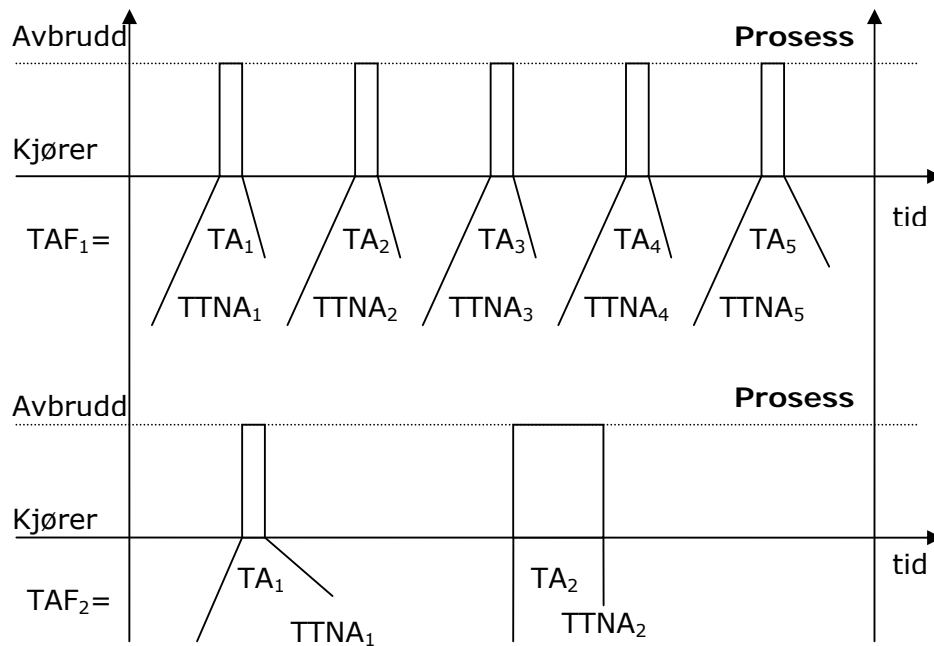 Avbrudd Prosess
Kjører
tid
TAF₁= TA₁ TA₂ TA₃ TA₄ TA₅
TTNA₁ TTNA₂ TTNA₃ TTNA₄ TTNA₅
Avbrudd Prosess
Kjører
tid
TAF₂= TA₁ TA₂
TTNA₁ TTNA₂